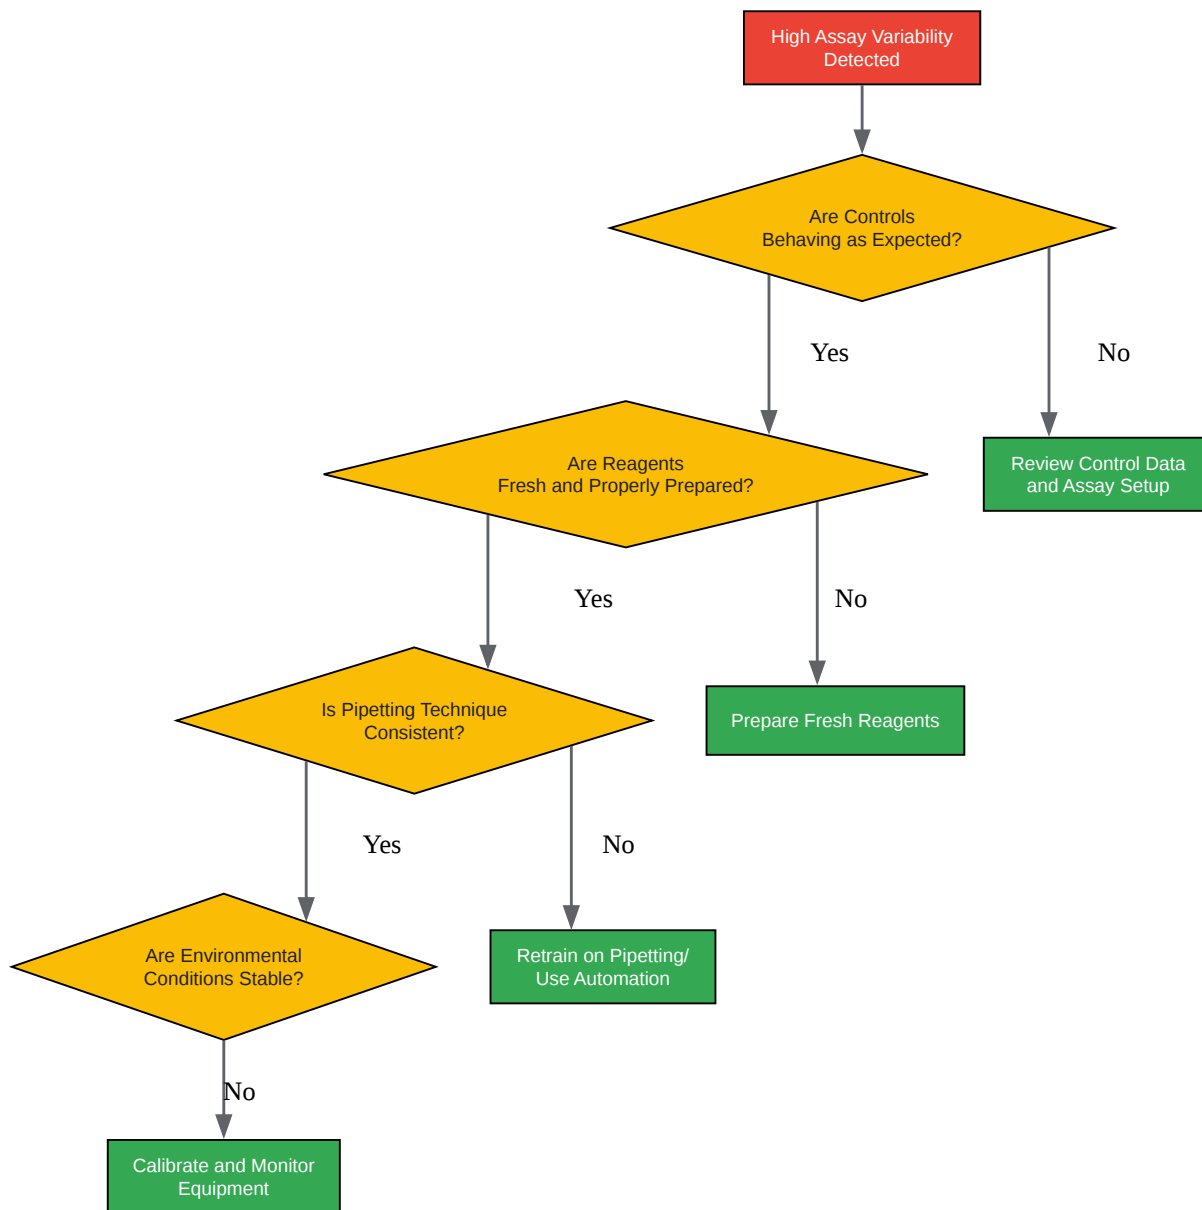 High Assay Variability
Detected
Are Controls
Behaving as Expected?
Yes
No
Are Reagents
Fresh and Properly Prepared?
Review Control Data
and Assay Setup
Yes
No
Is Pipetting Technique
Consistent?
Prepare Fresh Reagents
Yes
No
Are Environmental
Conditions Stable?
Retrain on Pipetting/
Use Automation
No
Calibrate and Monitor
Equipment